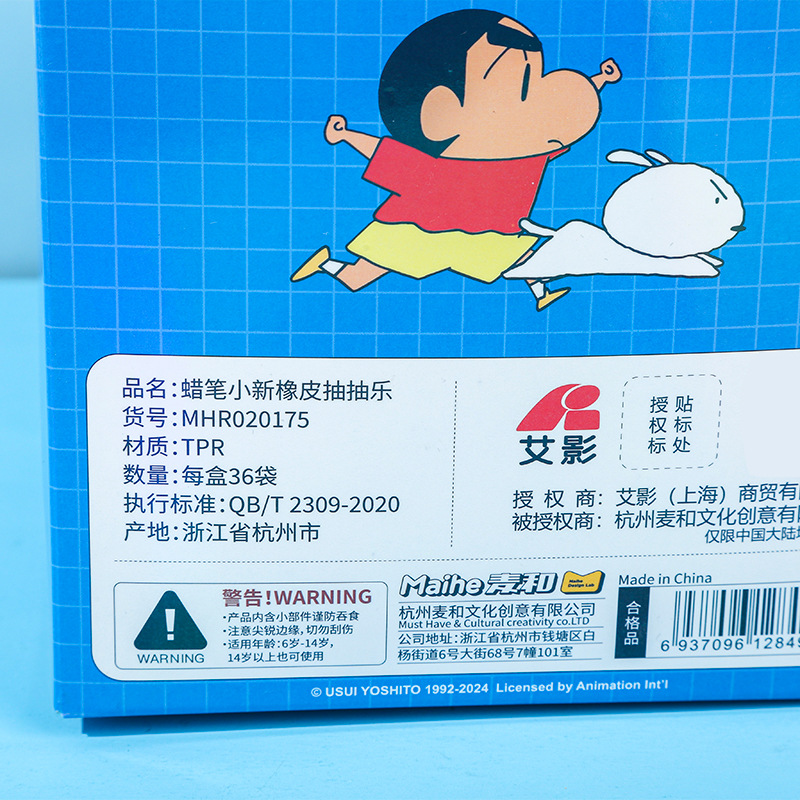 品名：蜡笔小新橡皮抽抽乐
货号：MHR020175
材质：TPR
数量：每盒36袋
执行标准：QB/T 2309-2020
产地：浙江省杭州市
艾影
授贴
权标
标处
授 权 商：艾影（上海）商贸有
被授权商：杭州麦和文化创意有
仅限中国大陆
警告！WARNING
·产品内含小部件谨防吞食
·注意尖锐边缘，切勿刮伤
·适用年龄：6岁-14岁，
14岁以上也可使用
WARNING
Maihe 麦和
Maihe
Design Lab
杭州麦和文化创意有限公司
Must Have & Cultural creativity co.LTD
公司地址：浙江省杭州市钱塘区白
杨街道6号大街68号7幢101室
Made in China
合格品
6 937096 12849
© USUI YOSHITO 1992-2024 Licensed by Animation Int'l